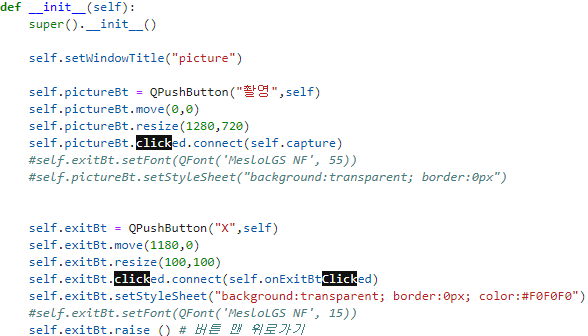 def __init__(self):
super().__init__()
self.setWindowTitle("picture")
self.pictureBt = QPushButton("촬영",self)
self.pictureBt.move(0,0)
self.pictureBt.resize(1280,720)
self.pictureBt.clicked.connect(self.capture)
#self.exitBt.setFont(QFont('MesloLGS NF', 55))
#self.pictureBt.setStyleSheet("background:transparent; border:0px")
self.exitBt = QPushButton("X",self)
self.exitBt.move(1180,0)
self.exitBt.resize(100,100)
self.exitBt.clicked.connect(self.onExitBtClicked)
self.exitBt.setStyleSheet("background:transparent; border:0px; color:#F0F0F0")
#self.exitBt.setFont(QFont('MesloLGS NF', 15))
self.exitBt.raise () # 버튼 맨 위로가기